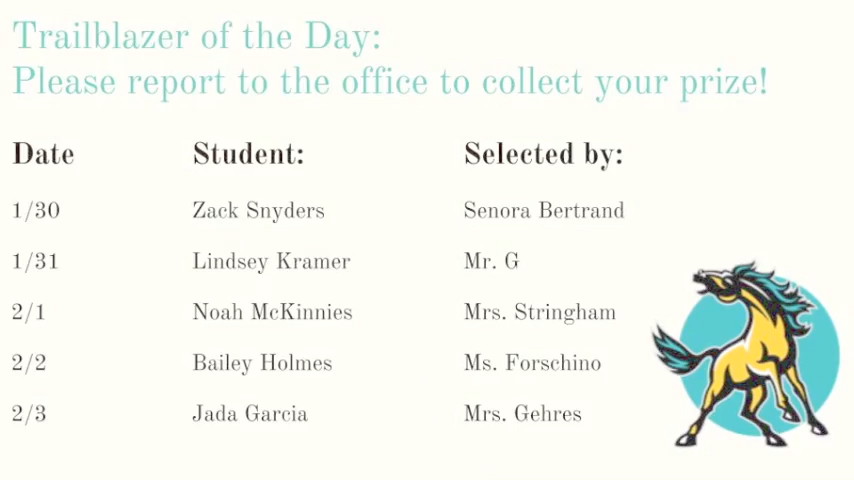 Trailblazer of the Day:
Please report to the office to collect your prize!
Date Student: Selected by:
1/30 Zack Snyders Senora Bertrand
1/31 Lindsey Kramer Mr. G
2/1 Noah McKinnies Mrs. Stringham
2/2 Bailey Holmes Ms. Forschino
2/3 Jada Garcia Mrs. Gehres